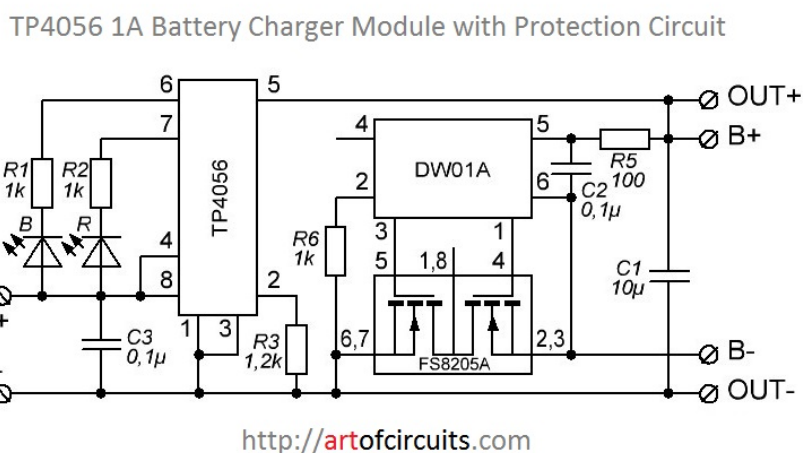 TP4056 1A Battery Charger Module with Protection Circuit
6 5 OUT+
7 4 5 B+
R1 1k R2 1k TP4056 DW01A R5 100
2 6 C2 0,1µ
B R 4 R6 1k 3 1
8 2 5 1,8 4 C1 10µ
+ 1 3 C3 0,1µ R3 1,2k 6,7 2,3 B-
FS8205A
- OUT-
http://artofcircuits.com